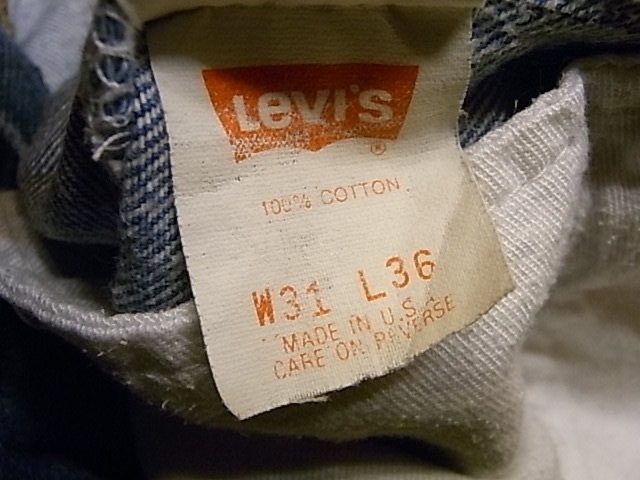 Levi's
®
100% COTTON
W31 L36
MADE IN U.S.A.
CARE ON REVERSE